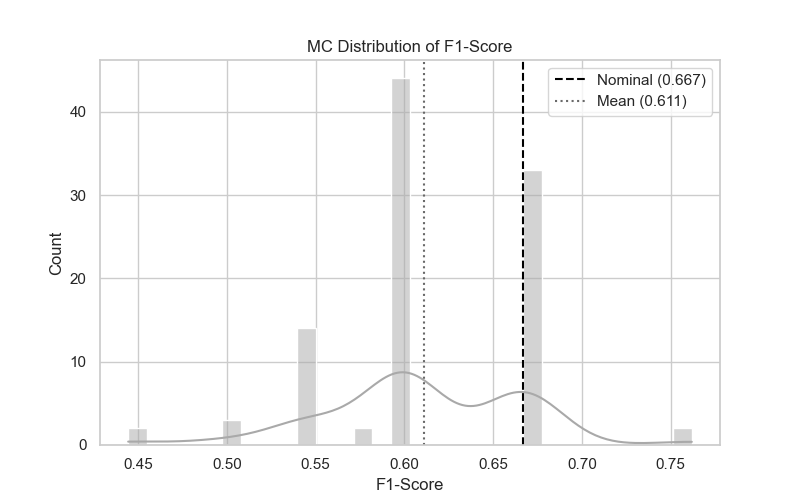 MC Distribution of F1-Score
Nominal (0.667)
Mean (0.611)
Count
40
30
20
10
0
0.45 0.50 0.55 0.60 0.65 0.70 0.75
F1-Score